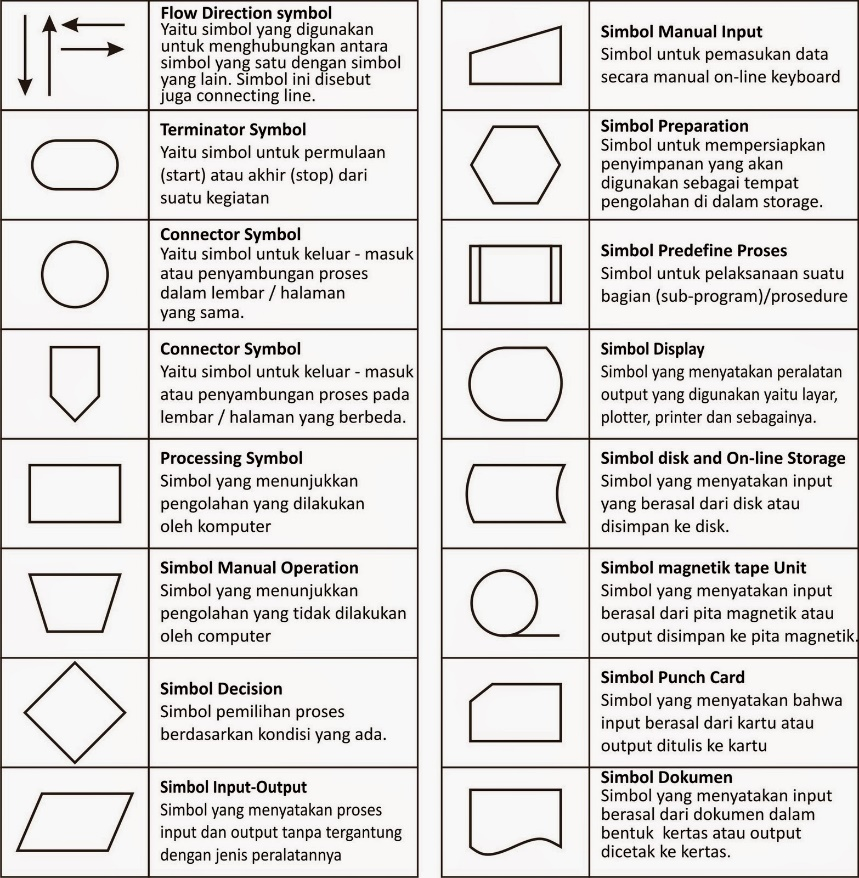 Flow Direction symbol
Yaitu simbol yang digunakan
untuk menghubungkan antara
simbol yang satu dengan simbol
yang lain. Simbol ini disebut
juga connecting line.
Terminator Symbol
Yaitu simbol untuk permulaan
(start) atau akhir (stop) dari
suatu kegiatan
Connector Symbol
Yaitu simbol untuk keluar - masuk
atau penyambungan proses
dalam lembar / halaman
yang sama.
Connector Symbol
Yaitu simbol untuk keluar - masuk
atau penyambungan proses pada
lembar / halaman yang berbeda.
Processing Symbol
Simbol yang menunjukkan
pengolahan yang dilakukan
oleh komputer
Simbol Manual Operation
Simbol yang menunjukkan
pengolahan yang tidak dilakukan
oleh computer
Simbol Decision
Simbol pemilihan proses
berdasarkan kondisi yang ada.
Simbol Input-Output
Simbol yang menyatakan proses
input dan output tanpa tergantung
dengan jenis peralatannya
Simbol Manual Input
Simbol untuk pemasukan data
secara manual on-line keyboard
Simbol Preparation
Simbol untuk mempersiapkan
penyimpanan yang akan
digunakan sebagai tempat
pengolahan di dalam storage.
Simbol Predefine Proses
Simbol untuk pelaksanaan suatu
bagian (sub-program)/prosedure
Simbol Display
Simbol yang menyatakan peralatan
output yang digunakan yaitu layar,
plotter, printer dan sebagainya.
Simbol disk and On-line Storage
Simbol yang menyatakan input
yang berasal dari disk atau
disimpan ke disk.
Simbol magnetik tape Unit
Simbol yang menyatakan input
berasal dari pita magnetik atau
output disimpan ke pita magnetik.
Simbol Punch Card
Simbol yang menyatakan bahwa
input berasal dari kartu atau
output ditulis ke kartu
Simbol Dokumen
Simbol yang menyatakan input
berasal dari dokumen dalam
bentuk kertas atau output
dicetak ke kertas.